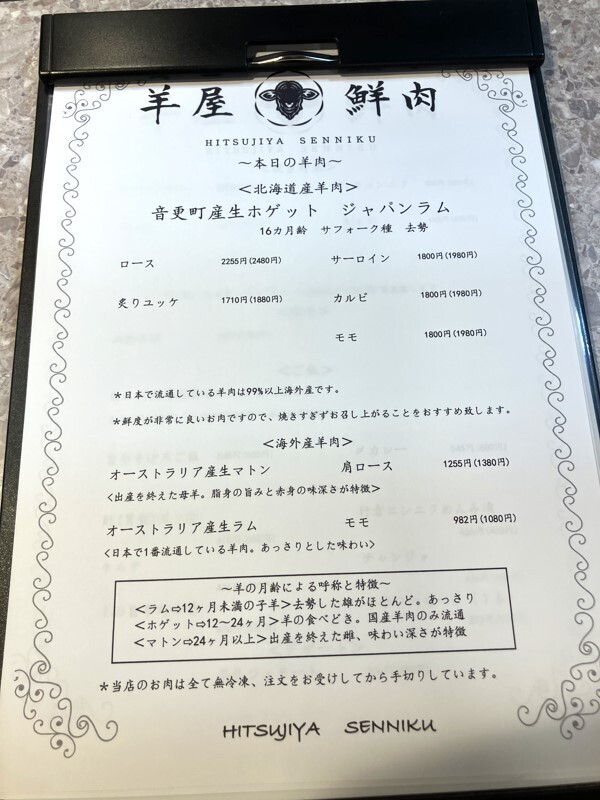 羊屋 鮮肉
HITSUJIYA SENNIKU
～本日の羊肉～
＜北海道産羊肉＞
音更町産生ホゲット ジャパンラム
16カ月齢 サフォーク種 去勢
ロース 2255円(2480円) サーロイン 1800円(1980円)
炙りユッケ 1710円(1880円) カルビ 1800円(1980円)
モモ 1800円(1980円)
＊日本で流通している羊肉は99%以上海外産です。
＊鮮度が非常に良いお肉ですので、焼きすぎずお召し上がることをおすすめ致します。
＜海外産羊肉＞
オーストラリア産生マトン 肩ロース 1255円(1380円)
＜出産を終えた母羊。脂身の旨みと赤身の味深さが特徴＞
オーストラリア産生ラム モモ 982円(1080円)
＜日本で1番流通している羊肉。あっさりとした味わい＞
～羊の月齢による呼称と特徴～
＜ラム⇨12ヶ月未満の子羊＞去勢した雄がほとんど。あっさり
＜ホゲット⇨12～24ヶ月＞羊の食べどき。国産羊肉のみ流通
＜マトン⇨24ヶ月以上＞出産を終えた雌、味わい深さが特徴
＊当店のお肉は全て無冷凍、注文をお受けしてから手切りしています。
HITSUJIYA SENNIKU